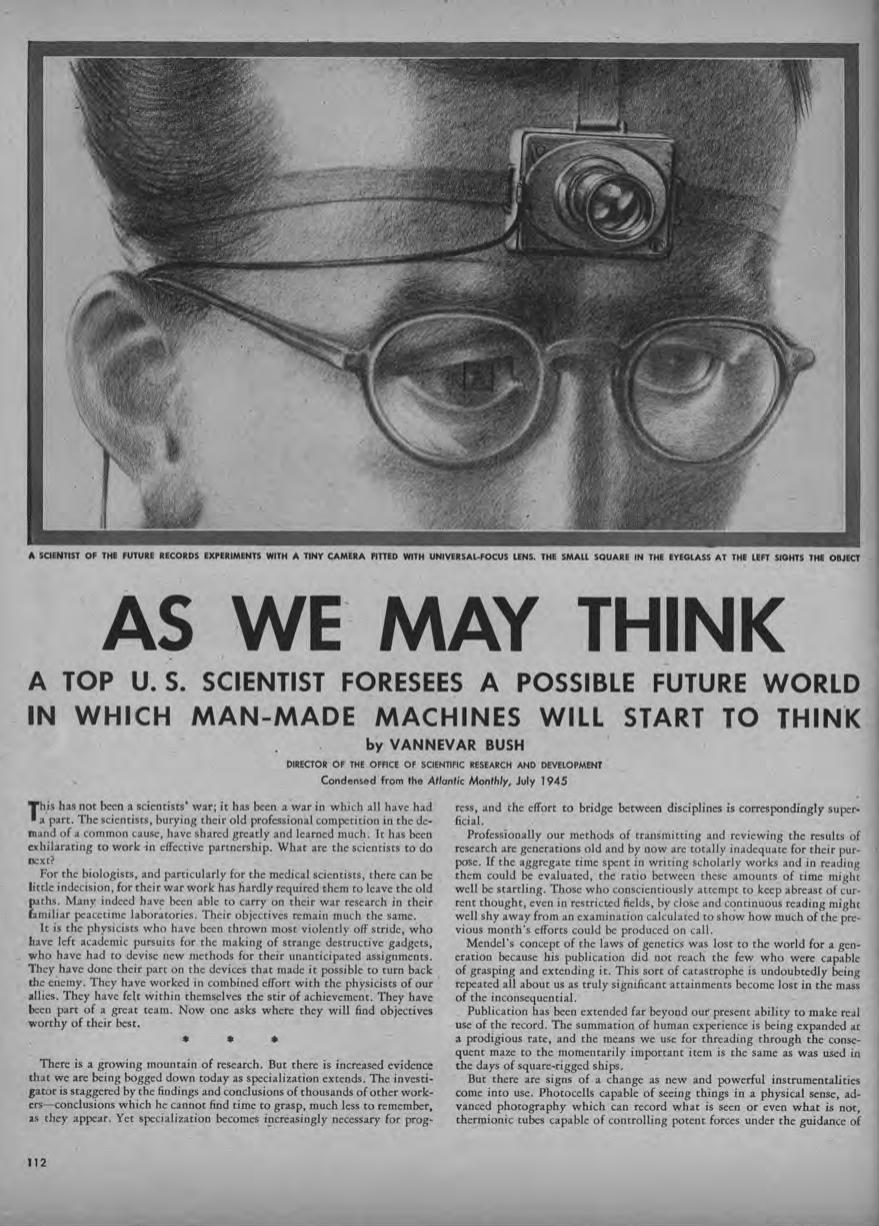 A SCIENTIST OF THE FUTURE RECORDS EXPERIMENTS WITH A TINY CAMERA FITTED WITH UNIVERSAL-FOCUS LENS. THE SMALL SQUARE IN THE EYEGLASS AT THE LEFT SIGHTS THE OBJECT
AS WE MAY THINK
A TOP U. S. SCIENTIST FORESEES A POSSIBLE FUTURE WORLD
IN WHICH MAN-MADE MACHINES WILL START TO THINK
by VANNEVAR BUSH
DIRECTOR OF THE OFFICE OF SCIENTIFIC RESEARCH AND DEVELOPMENT
Condensed from the Atlantic Monthly, July 1945
This has not been a scientists' war; it has been a war in which all have had
a part. The scientists, burying their old professional competition in the de-
mand of a common cause, have shared greatly and learned much. It has been
exhilarating to work in effective partnership. What are the scientists to do
next?
For the biologists, and particularly for the medical scientists, there can be
little indecision, for their war work has hardly required them to leave the old
paths. Many indeed have been able to carry on their war research in their
familiar peacetime laboratories. Their objectives remain much the same.
It is the physicists who have been thrown most violently off stride, who
have left academic pursuits for the making of strange destructive gadgets,
who have had to devise new methods for their unanticipated assignments.
They have done their part on the devices that made it possible to turn back
the enemy. They have worked in combined effort with the physicists of our
allies. They have felt within themselves the stir of achievement. They have
been part of a great team. Now one asks where they will find objectives
worthy of their best.
* * *
There is a growing mountain of research. But there is increased evidence
that we are being bogged down today as specialization extends. The investi-
gator is staggered by the findings and conclusions of thousands of other work-
ers—conclusions which he cannot find time to grasp, much less to remember,
as they appear. Yet specialization becomes increasingly necessary for prog-
ress, and the effort to bridge between disciplines is correspondingly super-
ficial.
Professionally our methods of transmitting and reviewing the results of
research are generations old and by now are totally inadequate for their pur-
pose. If the aggregate time spent in writing scholarly works and in reading
them could be evaluated, the ratio between these amounts of time might
well be startling. Those who conscientiously attempt to keep abreast of cur-
rent thought, even in restricted fields, by close and continuous reading might
well shy away from an examination calculated to show how much of the pre-
vious month's efforts could be produced on call.
Mendel's concept of the laws of genetics was lost to the world for a gen-
eration because his publication did not reach the few who were capable
of grasping and extending it. This sort of catastrophe is undoubtedly being
repeated all about us as truly significant attainments become lost in the mass
of the inconsequential.
Publication has been extended far beyond our present ability to make real
use of the record. The summation of human experience is being expanded at
a prodigious rate, and the means we use for threading through the conse-
quent maze to the momentarily important item is the same as was used in
the days of square-rigged ships.
But there are signs of a change as new and powerful instrumentalities
come into use. Photocells capable of seeing things in a physical sense, ad-
vanced photography which can record what is seen or even what is not,
thermionic tubes capable of controlling potent forces under the guidance of
112